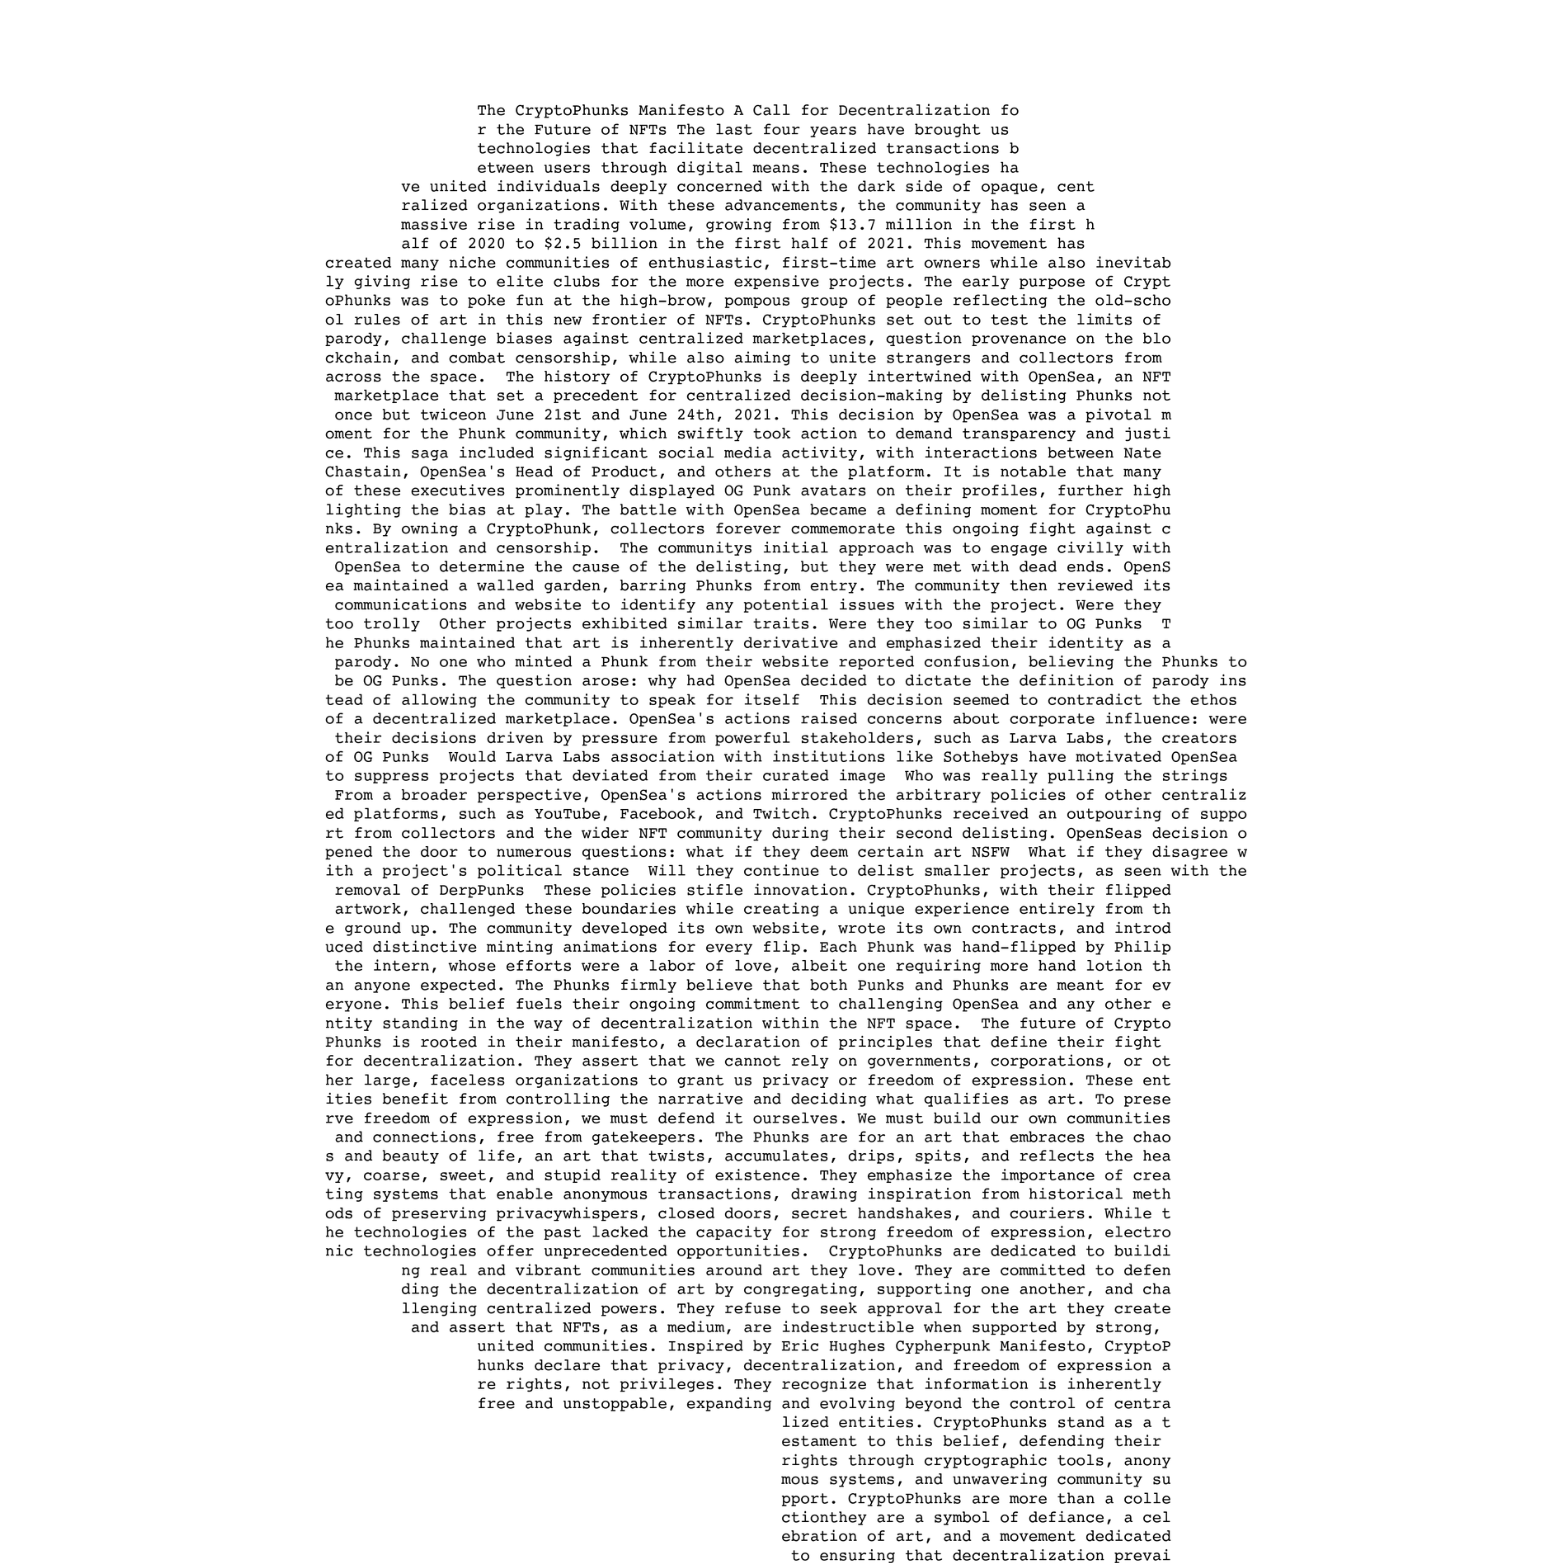 The CryptoPhunks Manifesto A Call for Decentralization fo
r the Future of NFTs The last four years have brought us
technologies that facilitate decentralized transactions b
etween users through digital means. These technologies ha
ve united individuals deeply concerned with the dark side of opaque, cent
ralized organizations. With these advancements, the community has seen a
massive rise in trading volume, growing from $13.7 million in the first h
alf of 2020 to $2.5 billion in the first half of 2021. This movement has
created many niche communities of enthusiastic, first-time art owners while also inevitab
ly giving rise to elite clubs for the more expensive projects. The early purpose of Crypt
oPhunks was to poke fun at the high-brow, pompous group of people reflecting the old-scho
ol rules of art in this new frontier of NFTs. CryptoPhunks set out to test the limits of
parody, challenge biases against centralized marketplaces, question provenance on the blo
ckchain, and combat censorship, while also aiming to unite strangers and collectors from
across the space.  The history of CryptoPhunks is deeply intertwined with OpenSea, an NFT
marketplace that set a precedent for centralized decision-making by delisting Phunks not
once but twiceon June 21st and June 24th, 2021. This decision by OpenSea was a pivotal m
oment for the Phunk community, which swiftly took action to demand transparency and justi
ce. This saga included significant social media activity, with interactions between Nate
Chastain, OpenSea's Head of Product, and others at the platform. It is notable that many
of these executives prominently displayed OG Punk avatars on their profiles, further high
lighting the bias at play. The battle with OpenSea became a defining moment for CryptoPhu
nks. By owning a CryptoPhunk, collectors forever commemorate this ongoing fight against c
entralization and censorship.  The communitys initial approach was to engage civilly with
OpenSea to determine the cause of the delisting, but they were met with dead ends. OpenS
ea maintained a walled garden, barring Phunks from entry. The community then reviewed its
communications and website to identify any potential issues with the project. Were they
too trolly  Other projects exhibited similar traits. Were they too similar to OG Punks  T
he Phunks maintained that art is inherently derivative and emphasized their identity as a
parody. No one who minted a Phunk from their website reported confusion, believing the Phunks to
be OG Punks. The question arose: why had OpenSea decided to dictate the definition of parody ins
tead of allowing the community to speak for itself  This decision seemed to contradict the ethos
of a decentralized marketplace. OpenSea's actions raised concerns about corporate influence: were
their decisions driven by pressure from powerful stakeholders, such as Larva Labs, the creators
of OG Punks  Would Larva Labs association with institutions like Sothebys have motivated OpenSea
to suppress projects that deviated from their curated image  Who was really pulling the strings
From a broader perspective, OpenSea's actions mirrored the arbitrary policies of other centraliz
ed platforms, such as YouTube, Facebook, and Twitch. CryptoPhunks received an outpouring of suppo
rt from collectors and the wider NFT community during their second delisting. OpenSeas decision o
pened the door to numerous questions: what if they deem certain art NSFW  What if they disagree w
ith a project's political stance  Will they continue to delist smaller projects, as seen with the
removal of DerpPunks  These policies stifle innovation. CryptoPhunks, with their flipped
artwork, challenged these boundaries while creating a unique experience entirely from th
e ground up. The community developed its own website, wrote its own contracts, and introd
uced distinctive minting animations for every flip. Each Phunk was hand-flipped by Philip
the intern, whose efforts were a labor of love, albeit one requiring more hand lotion th
an anyone expected. The Phunks firmly believe that both Punks and Phunks are meant for ev
eryone. This belief fuels their ongoing commitment to challenging OpenSea and any other e
ntity standing in the way of decentralization within the NFT space.  The future of Crypto
Phunks is rooted in their manifesto, a declaration of principles that define their fight
for decentralization. They assert that we cannot rely on governments, corporations, or ot
her large, faceless organizations to grant us privacy or freedom of expression. These ent
ities benefit from controlling the narrative and deciding what qualifies as art. To prese
rve freedom of expression, we must defend it ourselves. We must build our own communities
and connections, free from gatekeepers. The Phunks are for an art that embraces the chao
s and beauty of life, an art that twists, accumulates, drips, spits, and reflects the hea
vy, coarse, sweet, and stupid reality of existence. They emphasize the importance of crea
ting systems that enable anonymous transactions, drawing inspiration from historical meth
ods of preserving privacywhispers, closed doors, secret handshakes, and couriers. While t
he technologies of the past lacked the capacity for strong freedom of expression, electro
nic technologies offer unprecedented opportunities.  CryptoPhunks are dedicated to buildi
ng real and vibrant communities around art they love. They are committed to defen
ding the decentralization of art by congregating, supporting one another, and cha
llenging centralized powers. They refuse to seek approval for the art they create
and assert that NFTs, as a medium, are indestructible when supported by strong,
united communities. Inspired by Eric Hughes Cypherpunk Manifesto, CryptoP
hunks declare that privacy, decentralization, and freedom of expression a
re rights, not privileges. They recognize that information is inherently
free and unstoppable, expanding and evolving beyond the control of centra
lized entities. CryptoPhunks stand as a t
estament to this belief, defending their
rights through cryptographic tools, anony
mous systems, and unwavering community su
pport. CryptoPhunks are more than a colle
ctionthey are a symbol of defiance, a cel
ebration of art, and a movement dedicated
to ensuring that decentralization prevai